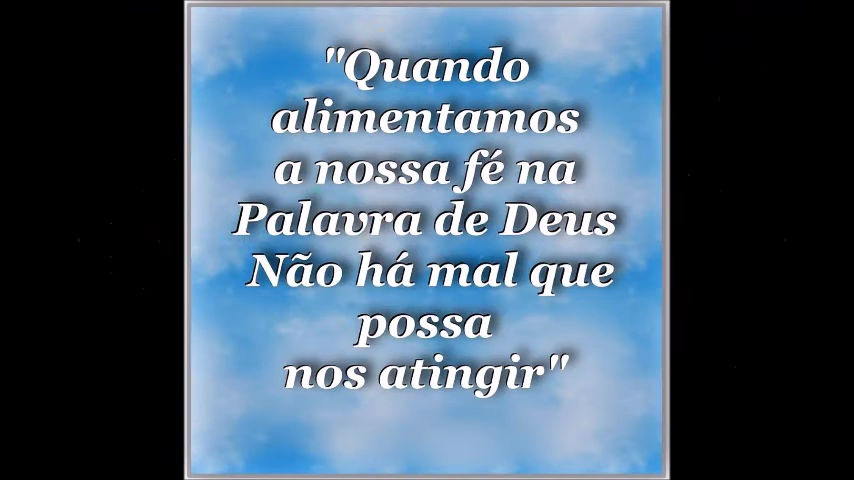 "Quando
alimentamos
a nossa fé na
Palavra de Deus
Não há mal que
possa
nos atingir"